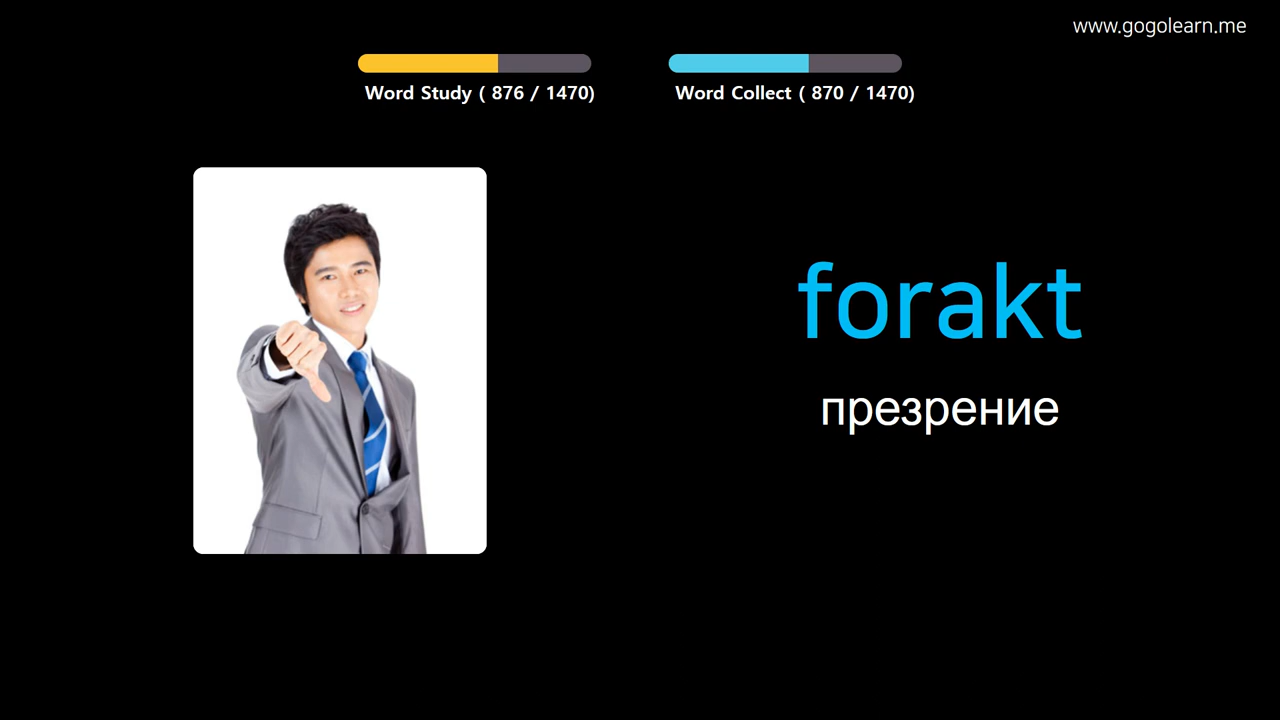 www.gogolearn.me
Word Study ( 876 / 1470)
Word Collect ( 870 / 1470)
forakt
презрение